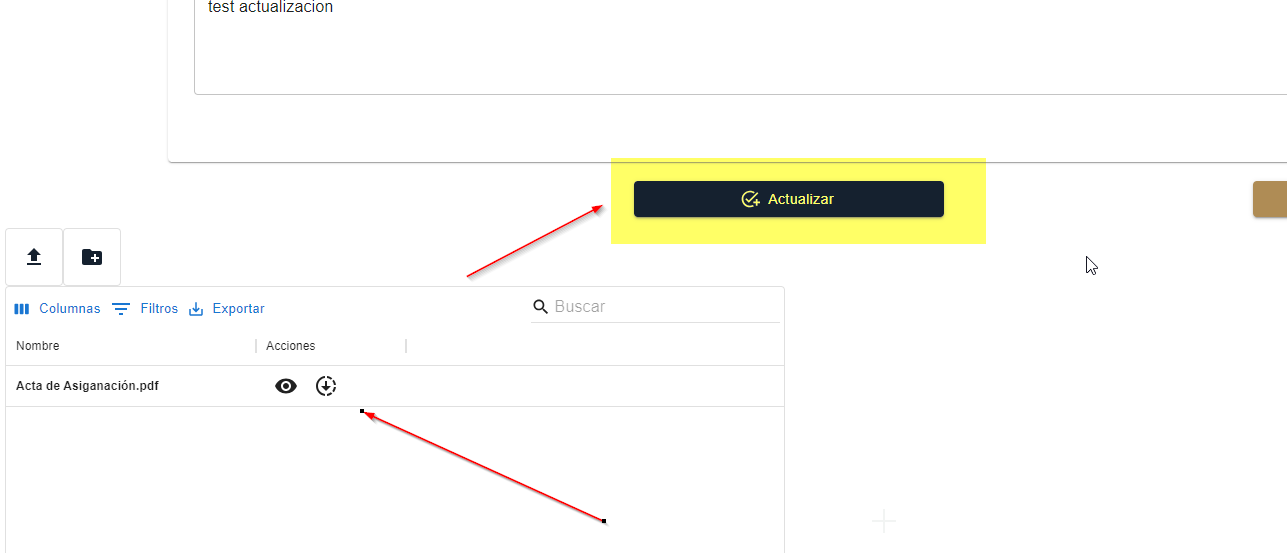 test actualizacion
Actualizar
Columnas Filtros Exportar Buscar
Nombre Acciones
Acta de Asiganación.pdf